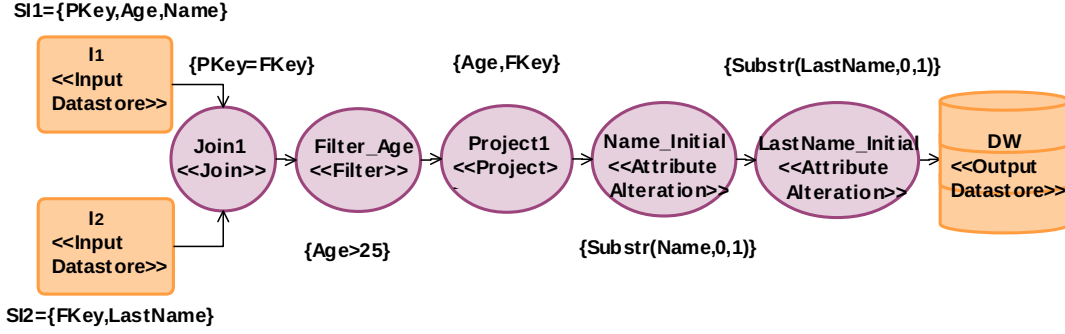 SI1={PKey,Age,Name}
I1
<<Input
Datastore>>
{PKey=FKey}
{Age,FKey}
{Substr(LastName,0,1)}
Join1
<<Join>>
Filter_Age
<<Filter>>
Project1
<<Project>
Name_Initial
<<Attribute
Alteration>>
LastName_Initial
<<Attribute
Alteration>>
DW
<<Output
Datastore>>
I2
<<Input
Datastore>>
{Age>25}
{Substr(Name,0,1)}
SI2={FKey,LastName}